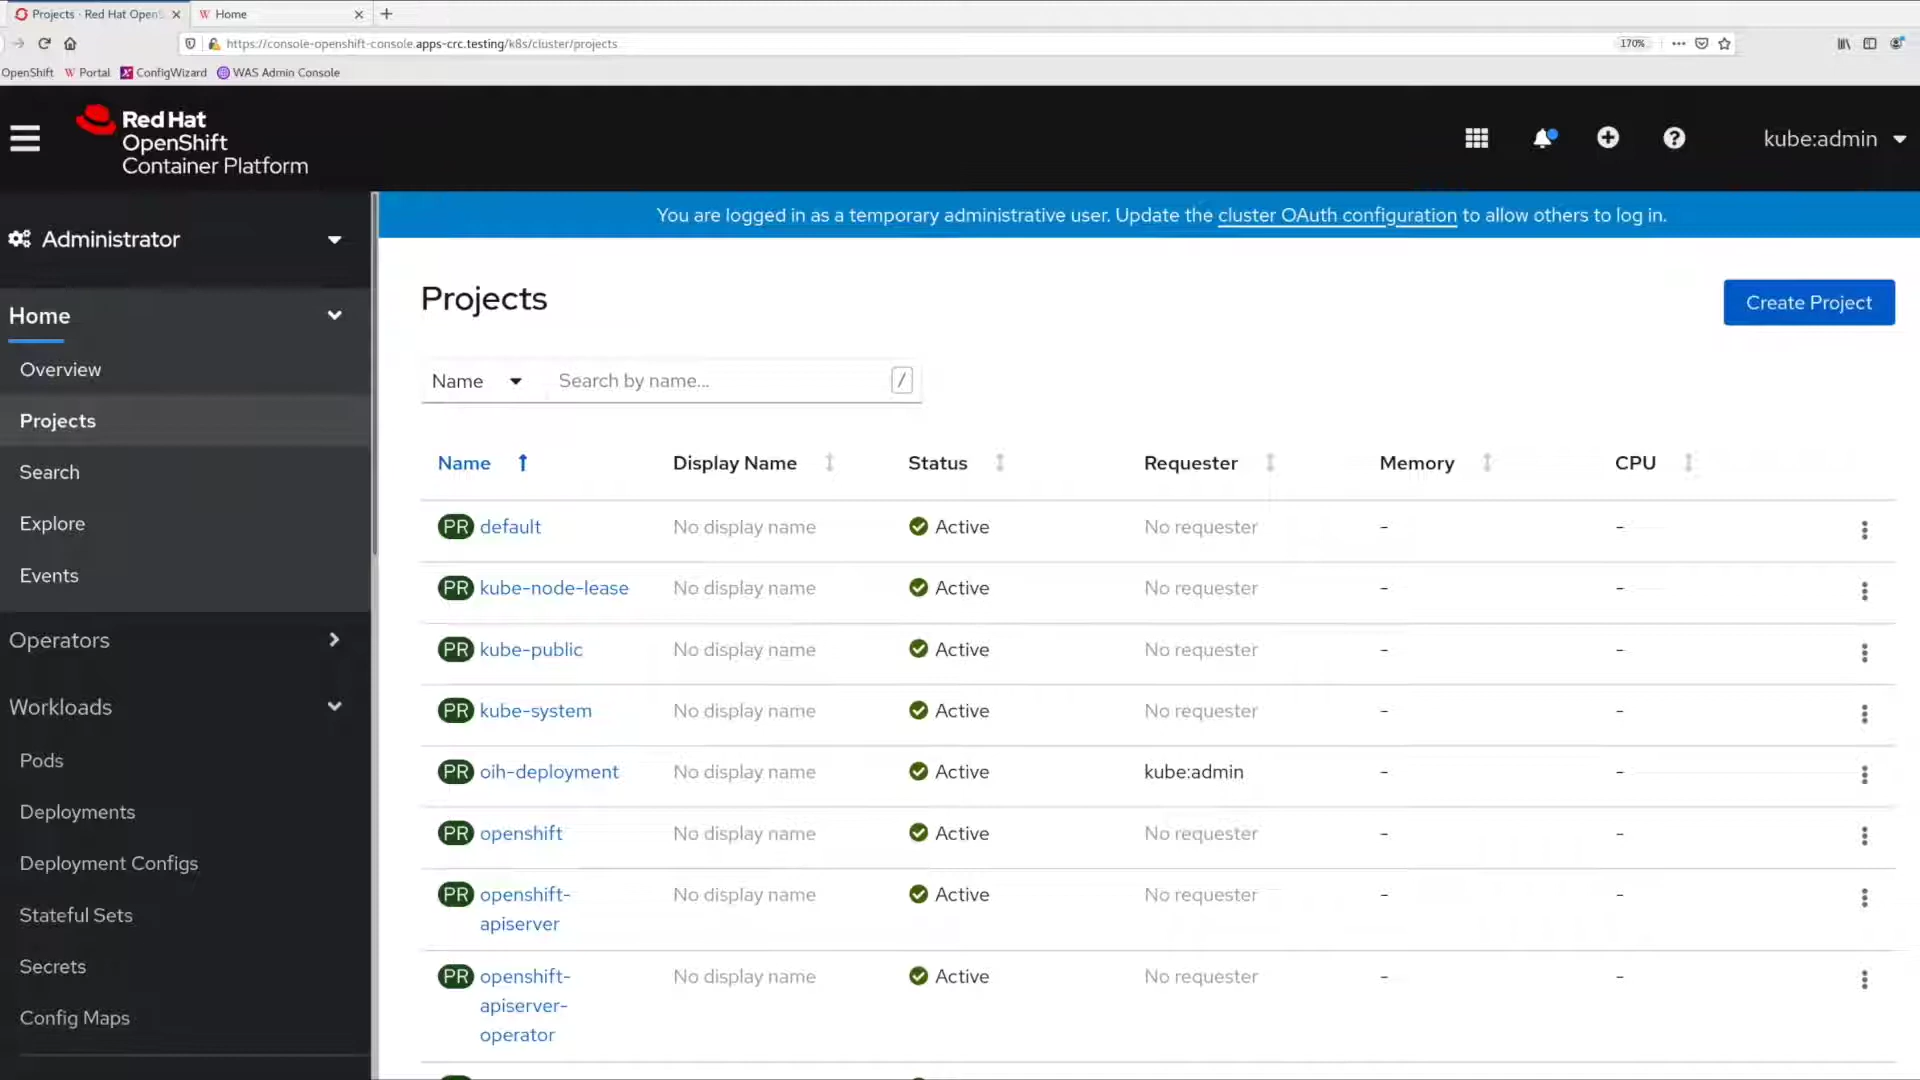 Projects · Red Hat OpenS
Home
https://console-openshift-console.apps-crc.testing/k8s/cluster/projects
170%
OpenShift
Portal
ConfigWizard
WAS Admin Console
Red Hat
OpenShift
Container Platform
kube:admin
Administrator
You are logged in as a temporary administrative user. Update the cluster OAuth configuration to allow others to log in.
Home
Overview
Projects
Search
Explore
Events
Operators
Workloads
Pods
Deployments
Deployment Configs
Stateful Sets
Secrets
Config Maps
Projects
Create Project
Name
Search by name...
/
Name Display Name Status Requester Memory CPU
PR default No display name Active No requester - -
PR kube-node-lease No display name Active No requester - -
PR kube-public No display name Active No requester - -
PR kube-system No display name Active No requester - -
PR oih-deployment No display name Active kube:admin - -
PR openshift No display name Active No requester - -
PR openshift- No display name Active No requester - -
apiserver
PR openshift- No display name Active No requester - -
apiserver-
operator